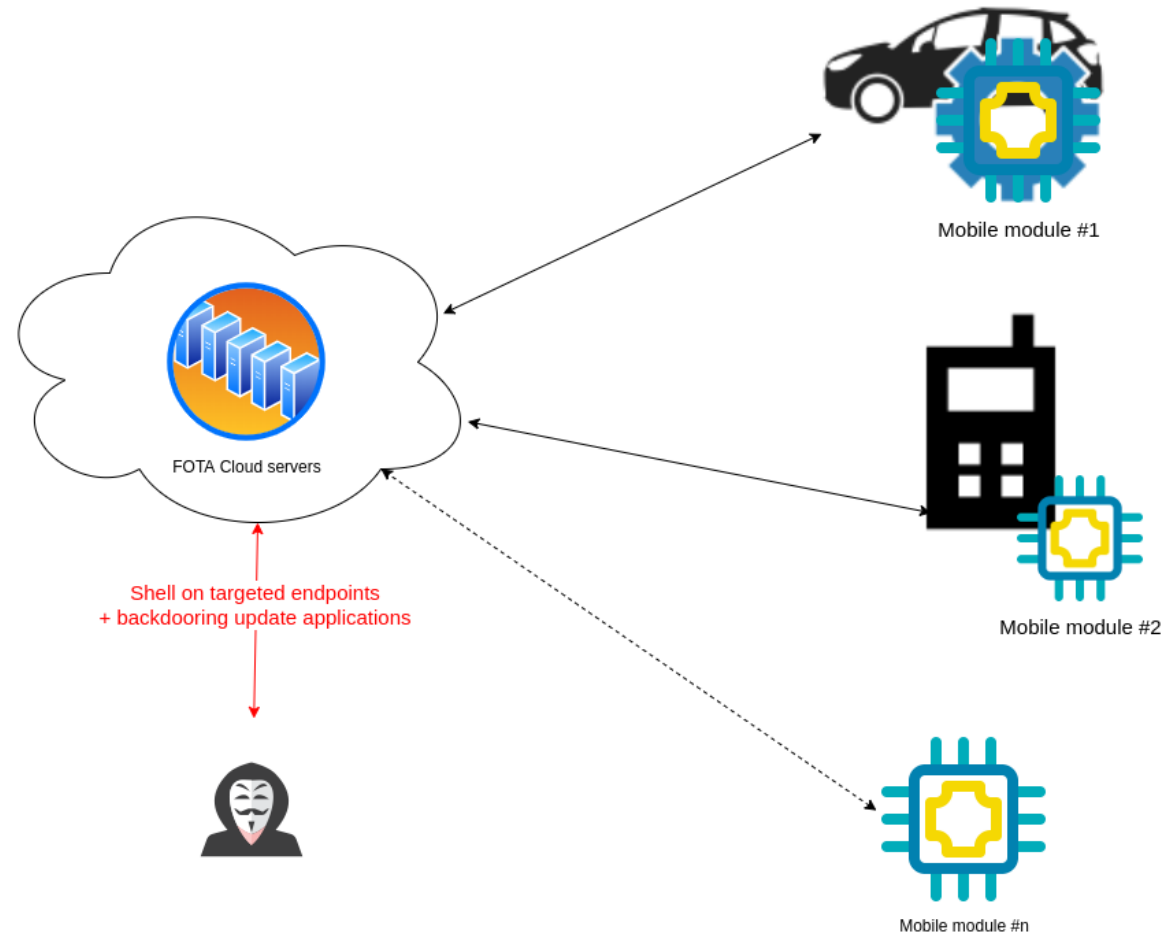 Mobile module #1
FOTA Cloud servers
Shell on targeted endpoints
+ backdooring update applications
Mobile module #2
Mobile module #n